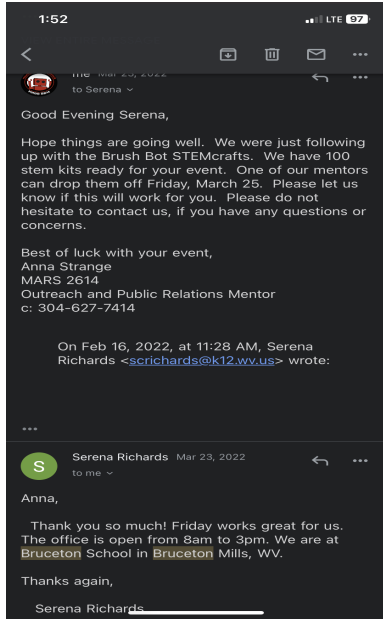 1:52
LTE 97
me Mar 23, 2022
to Serena
Good Evening Serena,
Hope things are going well. We were just following
up with the Brush Bot STEMcrafts. We have 100
stem kits ready for your event. One of our mentors
can drop them off Friday, March 25. Please let us
know if this will work for you. Please do not
hesitate to contact us, if you have any questions or
concerns.
Best of luck with your event,
Anna Strange
MARS 2614
Outreach and Public Relations Mentor
c: 304-627-7414
On Feb 16, 2022, at 11:28 AM, Serena
Richards <scrichards@k12.wv.us> wrote:
S
Serena Richards Mar 23, 2022
to me
Anna,
Thank you so much! Friday works great for us.
The office is open from 8am to 3pm. We are at
Bruceton School in Bruceton Mills, WV.
Thanks again,
Serena Richards